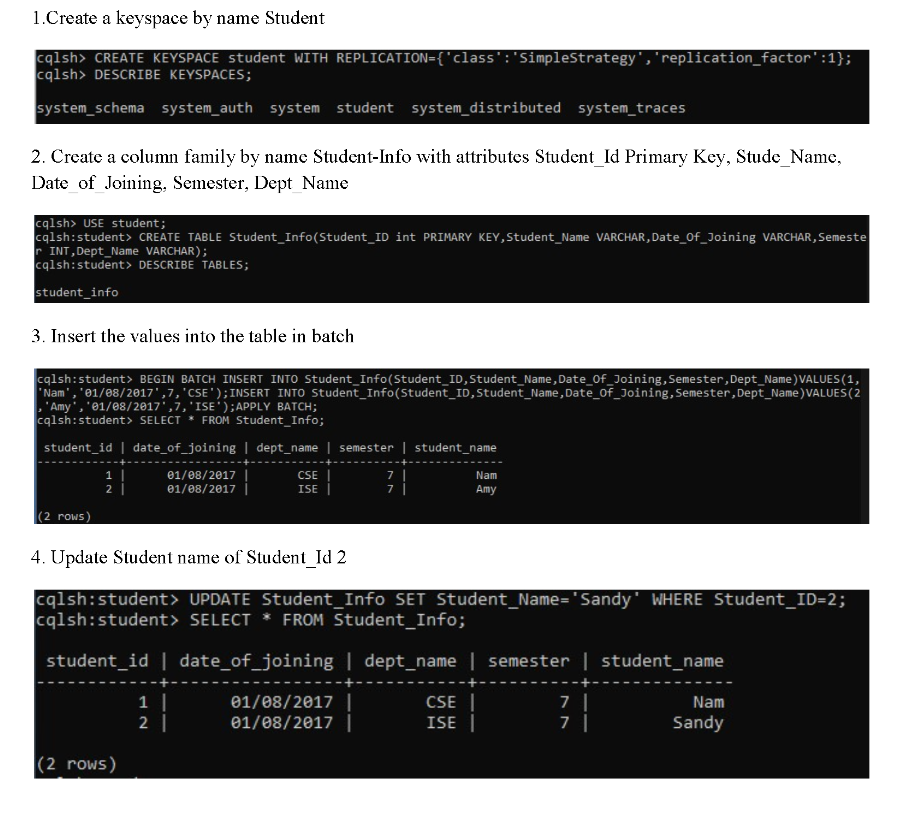 1.Create a keyspace by name Student
cqlsh> CREATE KEYSPACE student WITH REPLICATION={'class':'SimpleStrategy','replication_factor':1};
cqlsh> DESCRIBE KEYSPACES;
system_schema  system_auth  system  student  system_distributed  system_traces
2. Create a column family by name Student-Info with attributes Student_Id Primary Key, Stude_Name,
Date_of_Joining, Semester, Dept_Name
cqlsh> USE student;
cqlsh:student> CREATE TABLE Student_Info(Student_ID int PRIMARY KEY,Student_Name VARCHAR,Date_Of_Joining VARCHAR,Semeste
r INT,Dept_Name VARCHAR);
cqlsh:student> DESCRIBE TABLES;
student_info
3. Insert the values into the table in batch
cqlsh:student> BEGIN BATCH INSERT INTO Student_Info(Student_ID,Student_Name,Date_Of_Joining,Semester,Dept_Name)VALUES(1,
'Nam','01/08/2017',7,'CSE');INSERT INTO Student_Info(Student_ID,Student_Name,Date_Of_Joining,Semester,Dept_Name)VALUES(2
,'Amy','01/08/2017',7,'ISE');APPLY BATCH;
cqlsh:student> SELECT * FROM Student_Info;
student_id | date_of_joining | dept_name | semester | student_name
------------+-----------------+-----------+----------+--------------
1 | 01/08/2017 | CSE | 7 | Nam
2 | 01/08/2017 | ISE | 7 | Amy
(2 rows)
4. Update Student name of Student_Id 2
cqlsh:student> UPDATE Student_Info SET Student_Name='Sandy' WHERE Student_ID=2;
cqlsh:student> SELECT * FROM Student_Info;
student_id | date_of_joining | dept_name | semester | student_name
------------+-----------------+-----------+----------+--------------
1 | 01/08/2017 | CSE | 7 | Nam
2 | 01/08/2017 | ISE | 7 | Sandy
(2 rows)